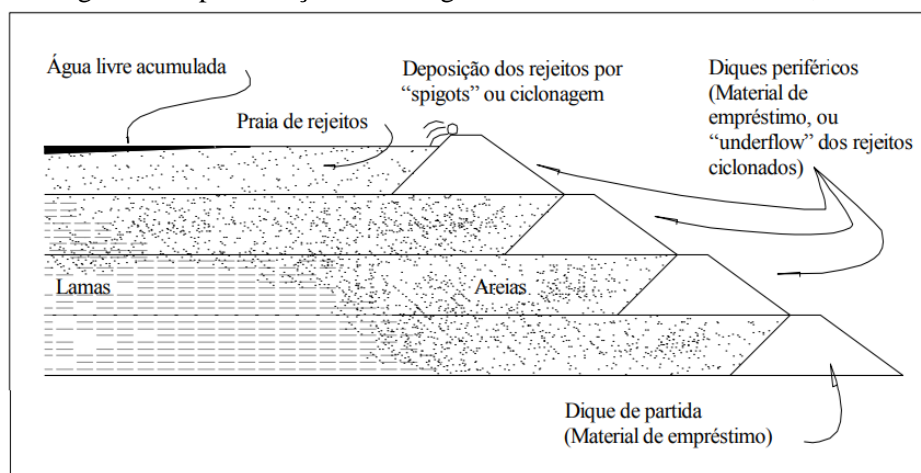 Água livre acumulada
Praia de rejeitos
Deposição dos rejeitos por
“spigots” ou ciclonagem
Diques periféricos
(Material de
empréstimo, ou
“underflow” dos rejeitos
ciclonados)
Lamas
Areias
Dique de partida
(Material de empréstimo)